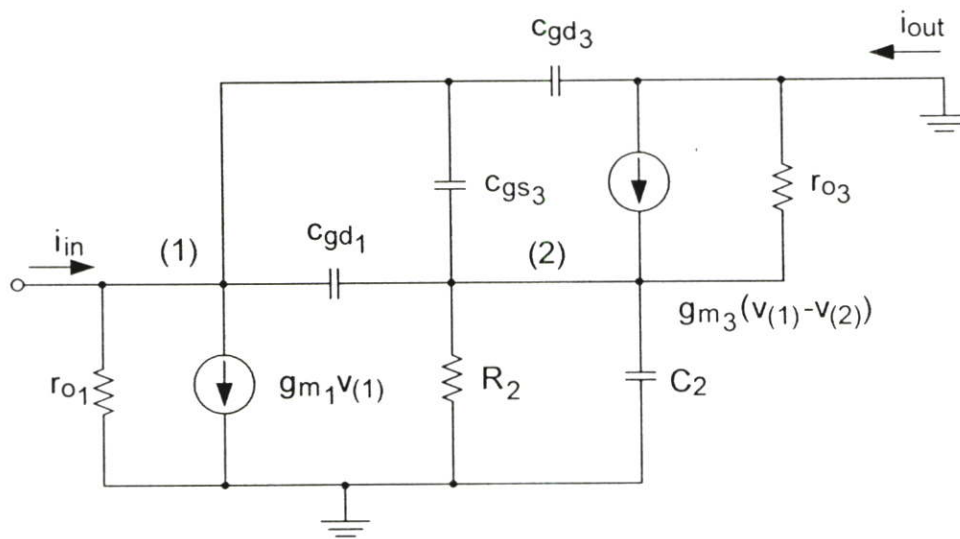 cgd3
iout
cgs3
ro3
iin
(1)
cgd1
(2)
gm3(v(1)-v(2))
ro1
gm1v(1)
R2
C2